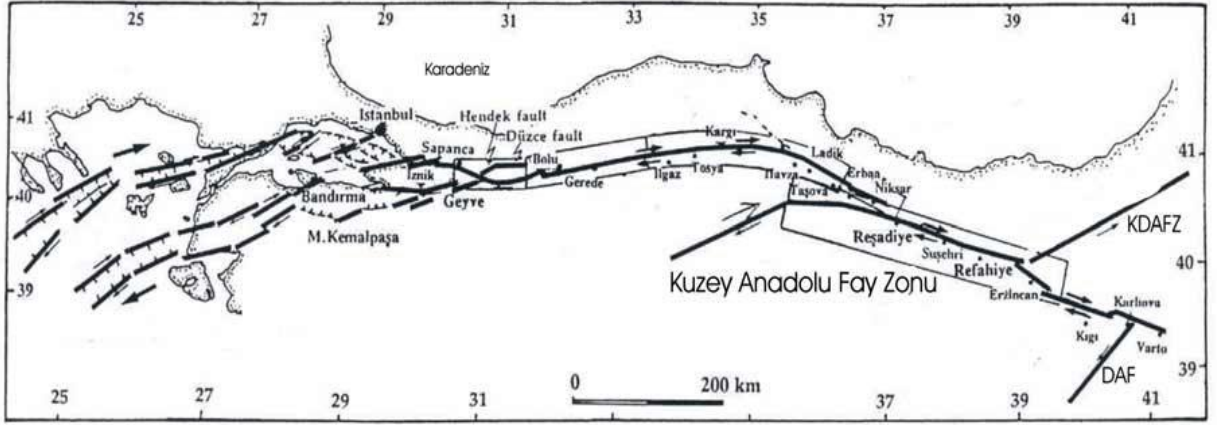 25 27 29 31 33 35 37 39 41
Karadeniz
41
Istanbul
Hendek fault
Düzce fault
Sapanca
Kargı
Bolu
Ladik
41
İznik
Ilgaz
Tosya
Havza
Erbaa
Gerede
Taşova
Niksar
40
Bandırma
Geyve
KDAFZ
M.Kemalpaşa
Reşadiye
Suşehri
Refahiye
40
Kuzey Anadolu Fay Zonu
39
Erzincan
Karlıova
Kıgı
Varto
39
DAF
0 200 km
25 27 29 31 37 39 41